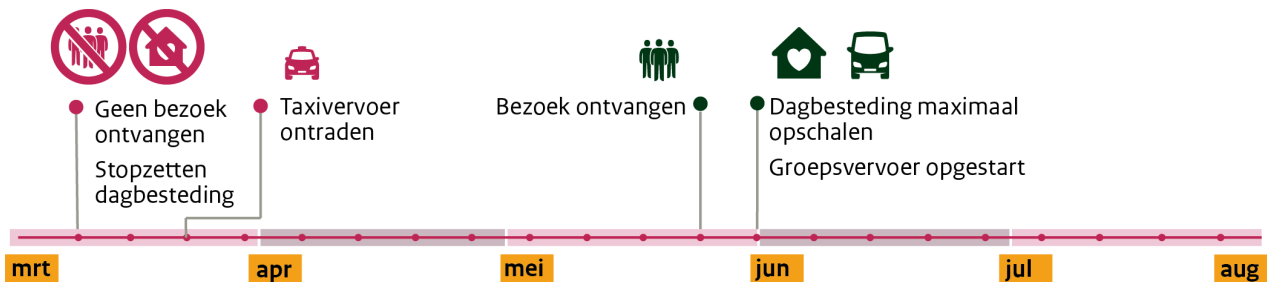 Geen bezoek
ontvangen
Stopzetten
dagbesteding
Taxivervoer
ontraden
Bezoek ontvangen
Dagbesteding maximaal
opschalen
Groepsvervoer opgestart
mrt
apr
mei
jun
jul
aug